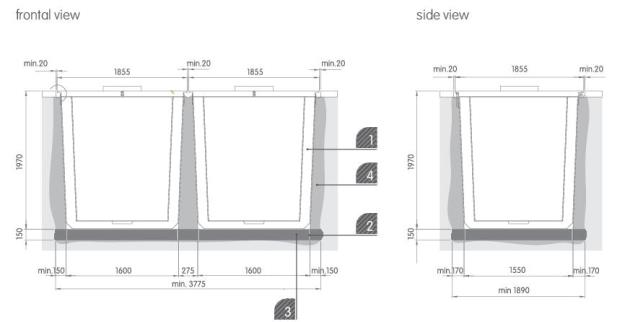 frontal view
side view
min.20
1855
min.20
1855
min.20
min.20
1855
min.20
1970
150
1970
150
1
4
2
3
min.150
1600
275
1600
min.150
min. 3775
min.170
1550
min.170
min 1890